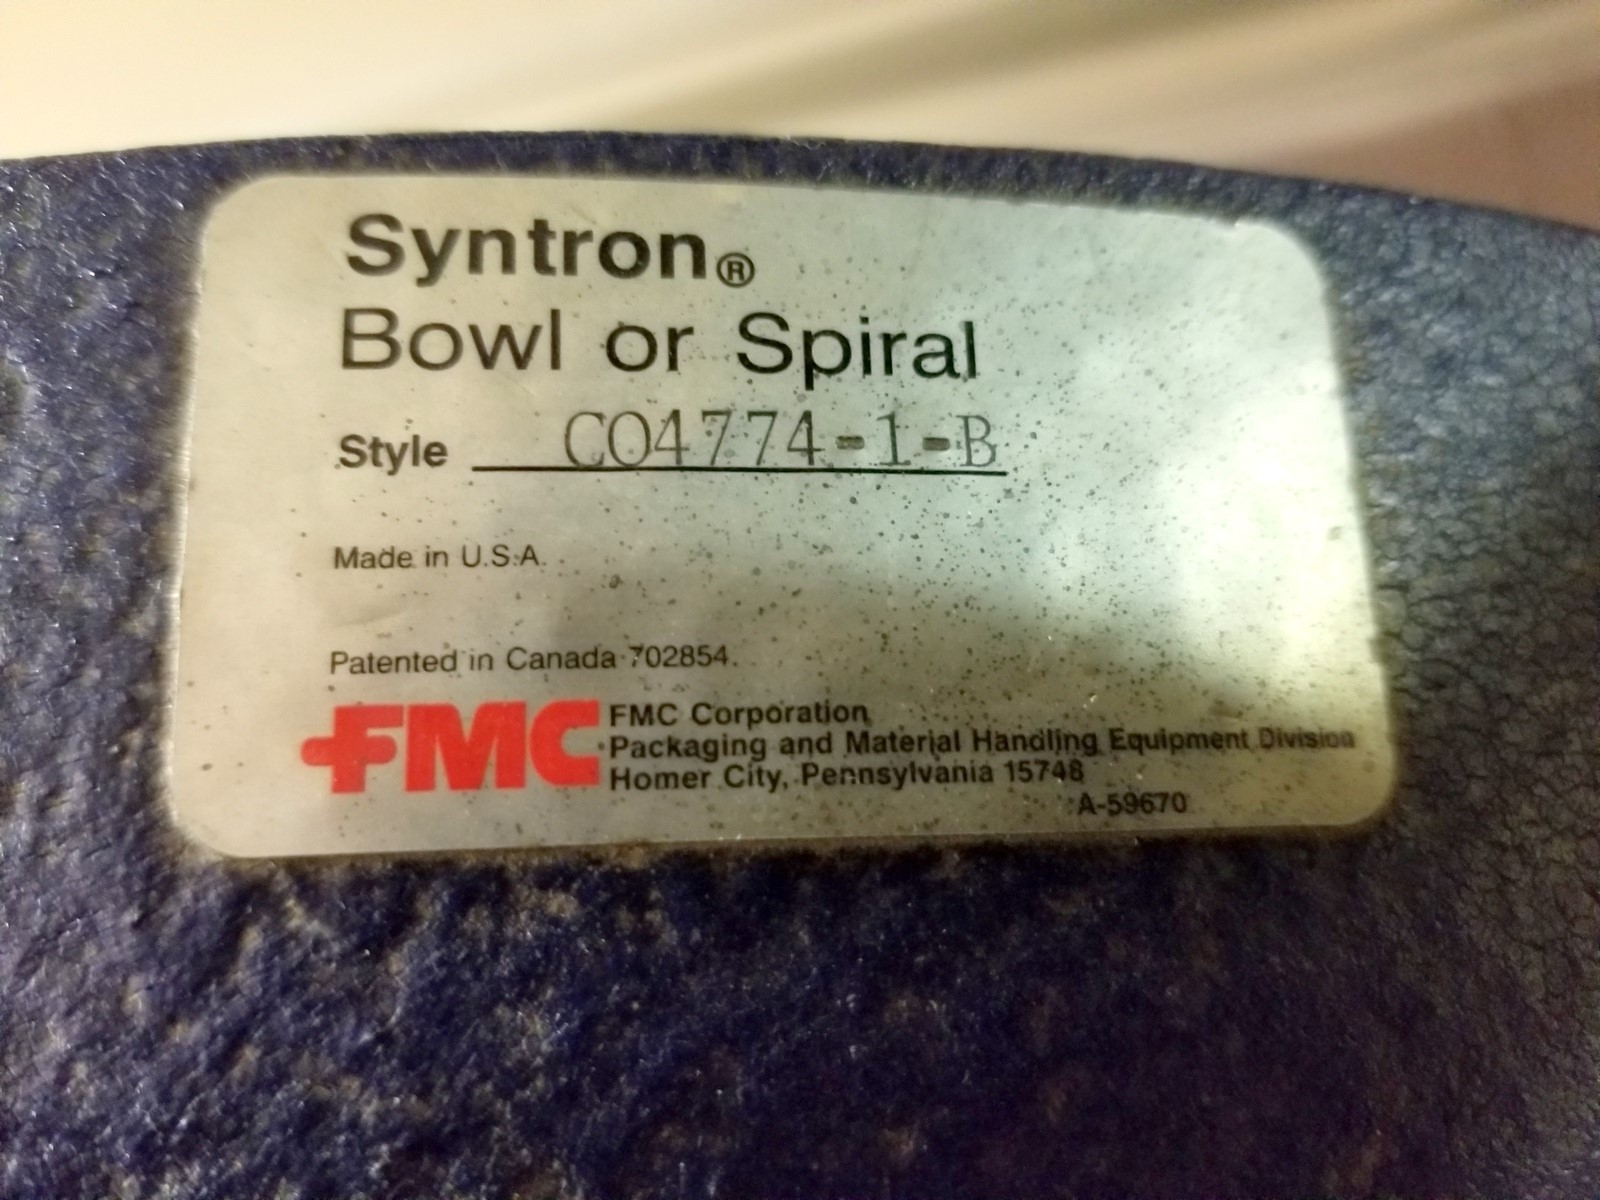 Syntron®
Bowl or Spiral
Style CO4774-1-B
Made in U.S.A.
Patented in Canada 702854.
FMC FMC Corporation
Packaging and Material Handling Equipment Division
Homer City, Pennsylvania 15748
A-59670